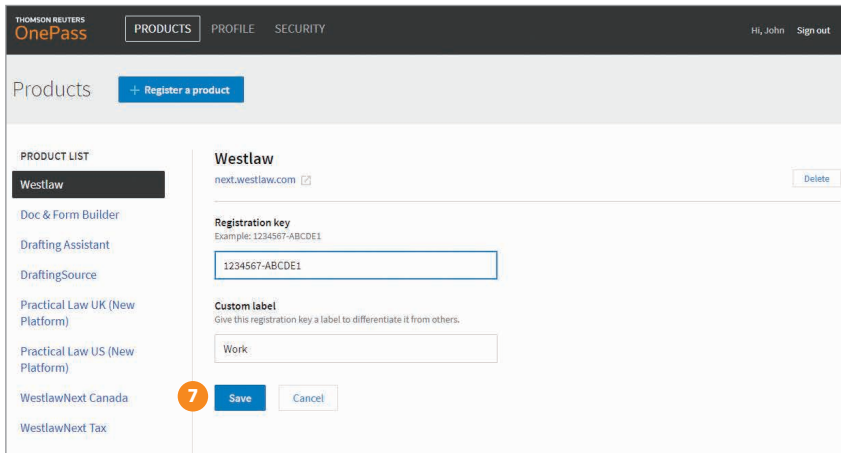 THOMSON REUTERS
OnePass
PRODUCTS PROFILE SECURITY
Hi, John Sign out
Products
+ Register a product
PRODUCT LIST
Westlaw
Doc & Form Builder
Drafting Assistant
DraftingSource
Practical Law UK (New
Platform)
Practical Law US (New
Platform)
WestlawNext Canada
WestlawNext Tax
Westlaw
next.westlaw.com
Delete
Registration key
Example: 1234567-ABCDE1
1234567-ABCDE1
Custom label
Give this registration key a label to differentiate it from others.
Work
7 Save Cancel